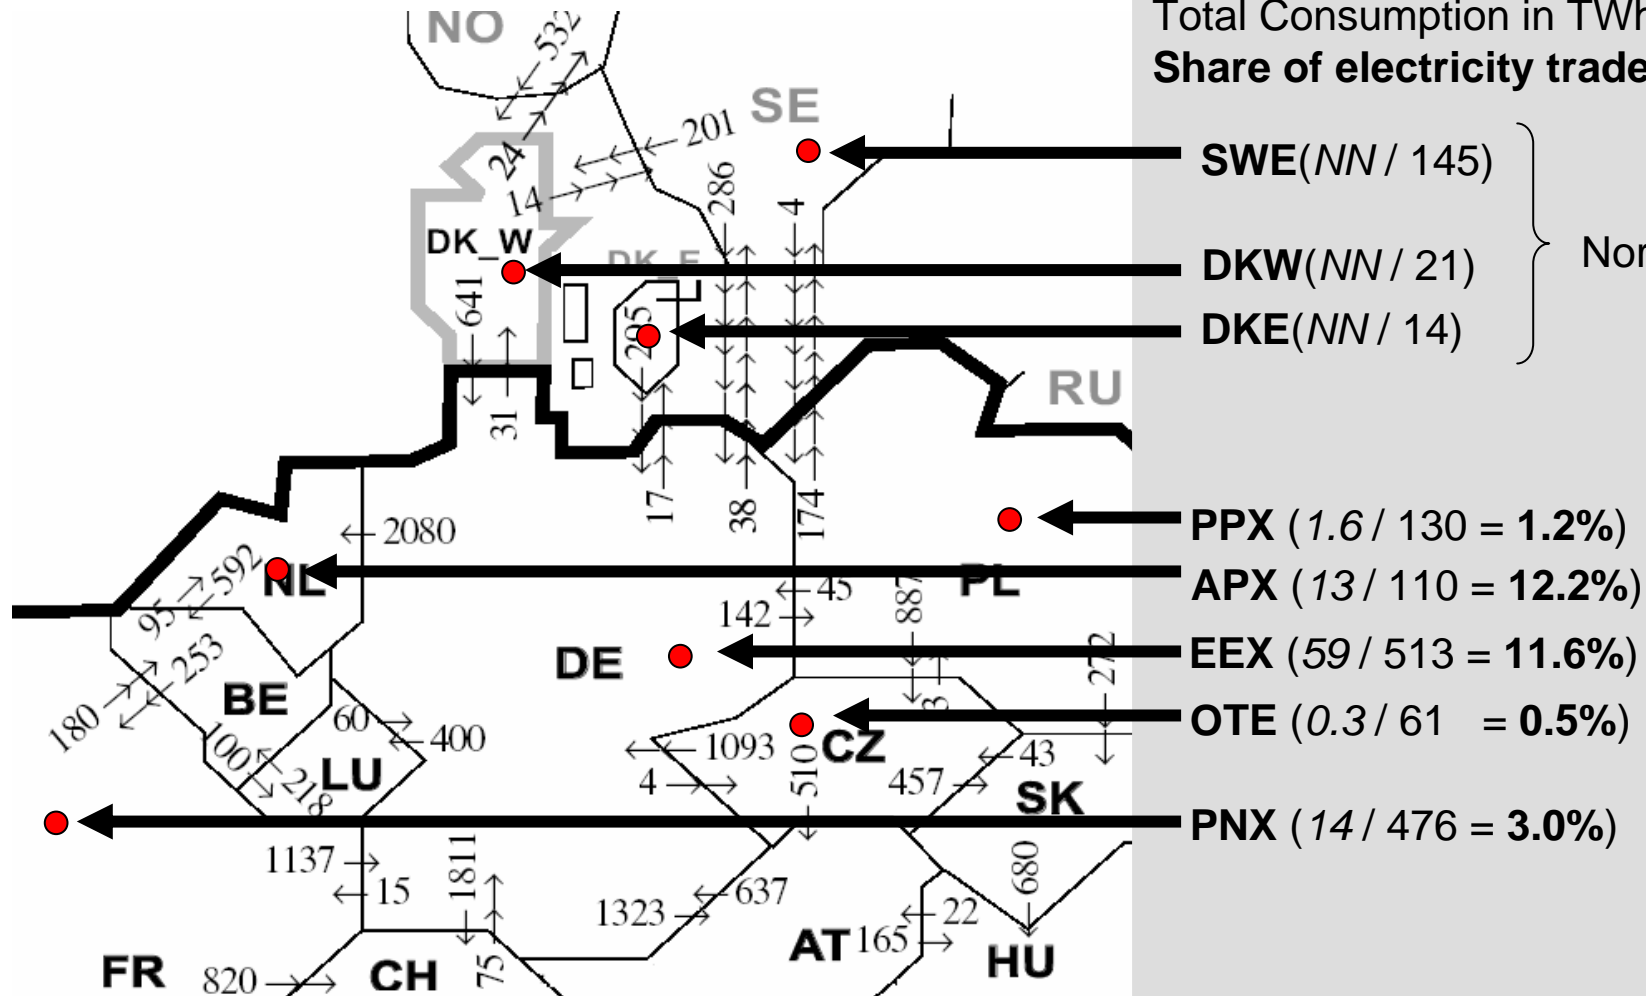 Total Consumption in TWh
Share of electricity trade
NO
532
SE
201
24
14
286
4
SWE(NN / 145)
DK_W
DK_E
DKW(NN / 21)
Nor
641
205
DKE(NN / 14)
RU
31
17
38
174
2080
PPX (1.6 / 130 = 1.2%)
592
95
NL
45
142
887
PL
APX (13 / 110 = 12.2%)
253
DE
272
EEX (59 / 513 = 11.6%)
180
BE
60
400
3
OTE (0.3 / 61 = 0.5%)
100
218
LU
1093
4
510
CZ
43
457
SK
PNX (14 / 476 = 3.0%)
1137
15
1811
637
1323
680
22
165
AT
HU
FR
820
CH
75